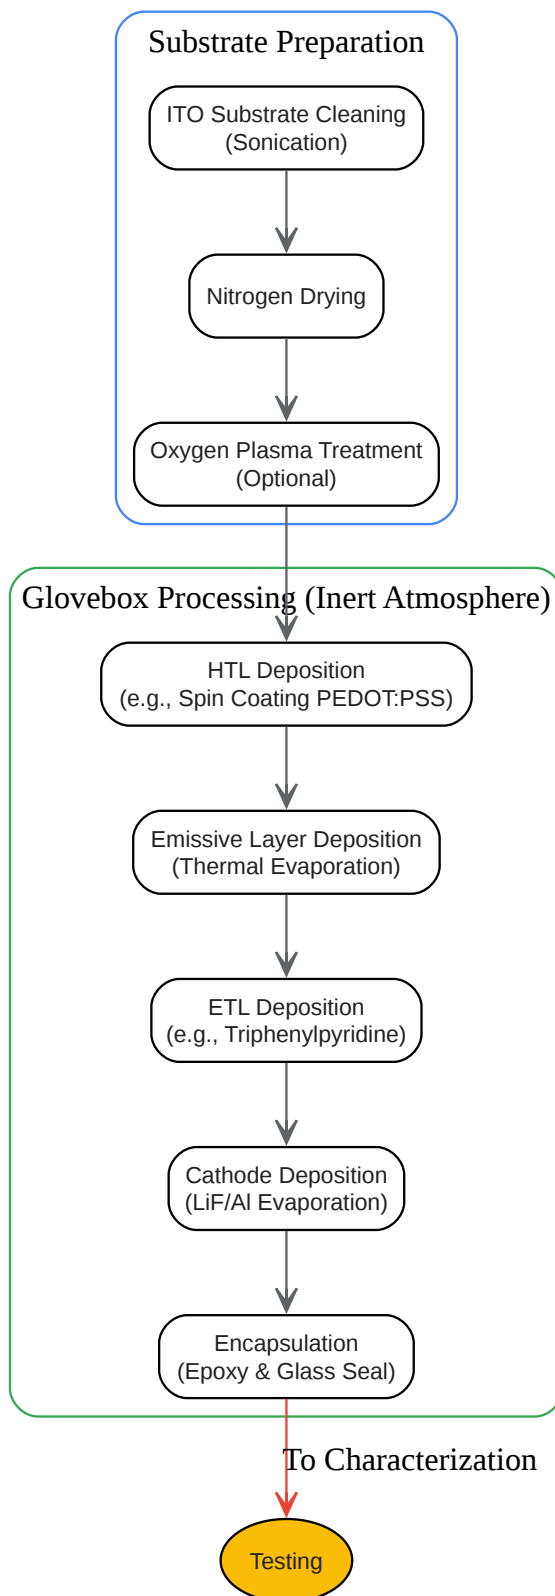 Substrate Preparation
ITO Substrate Cleaning
(Sonication)
Nitrogen Drying
Oxygen Plasma Treatment
(Optional)
Glovebox Processing (Inert Atmosphere)
HTL Deposition
(e.g., Spin Coating PEDOT:PSS)
Emissive Layer Deposition
(Thermal Evaporation)
ETL Deposition
(e.g., Triphenylpyridine)
Cathode Deposition
(LiF/Al Evaporation)
Encapsulation
(Epoxy & Glass Seal)
To Characterization
Testing